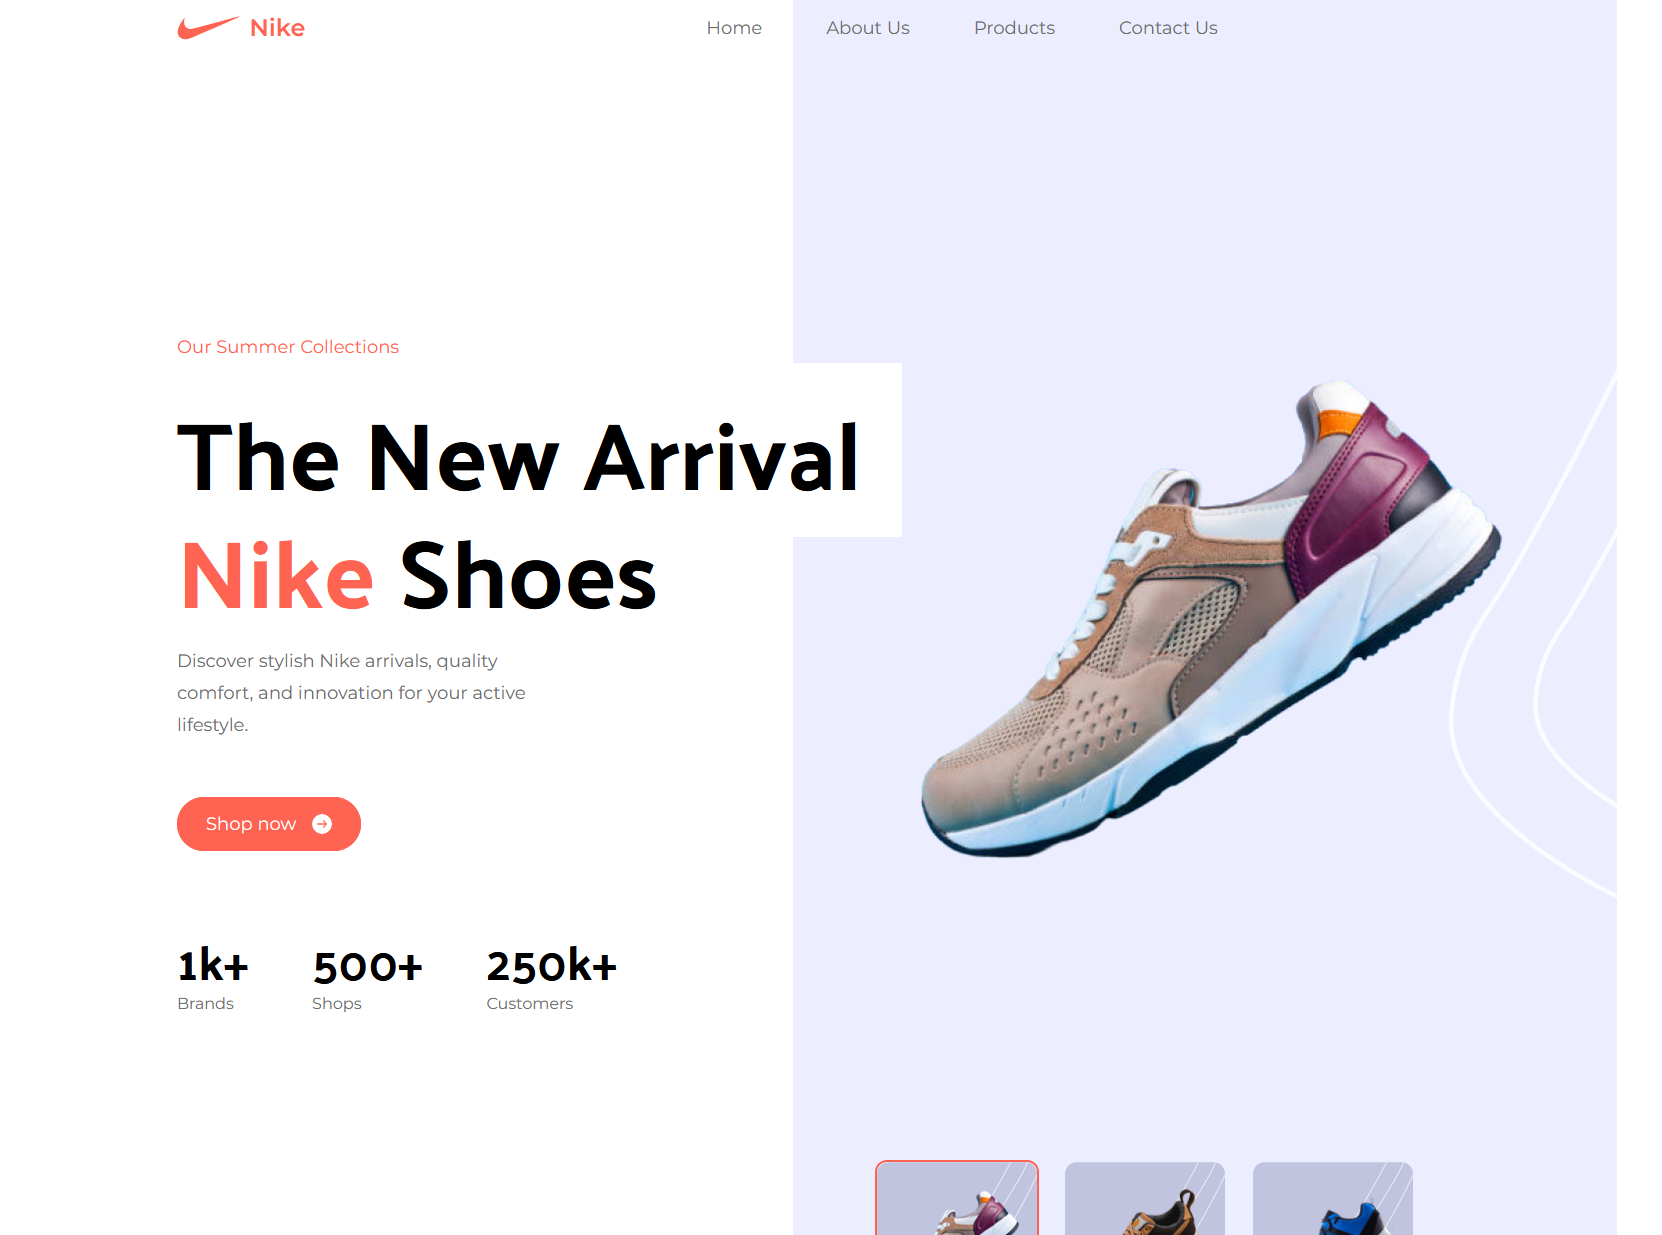 Nike
Home
About Us
Products
Contact Us
Our Summer Collections
The New Arrival
Nike Shoes
Discover stylish Nike arrivals, quality
comfort, and innovation for your active
lifestyle.
Shop now
1k+
500+
250k+
Brands
Shops
Customers